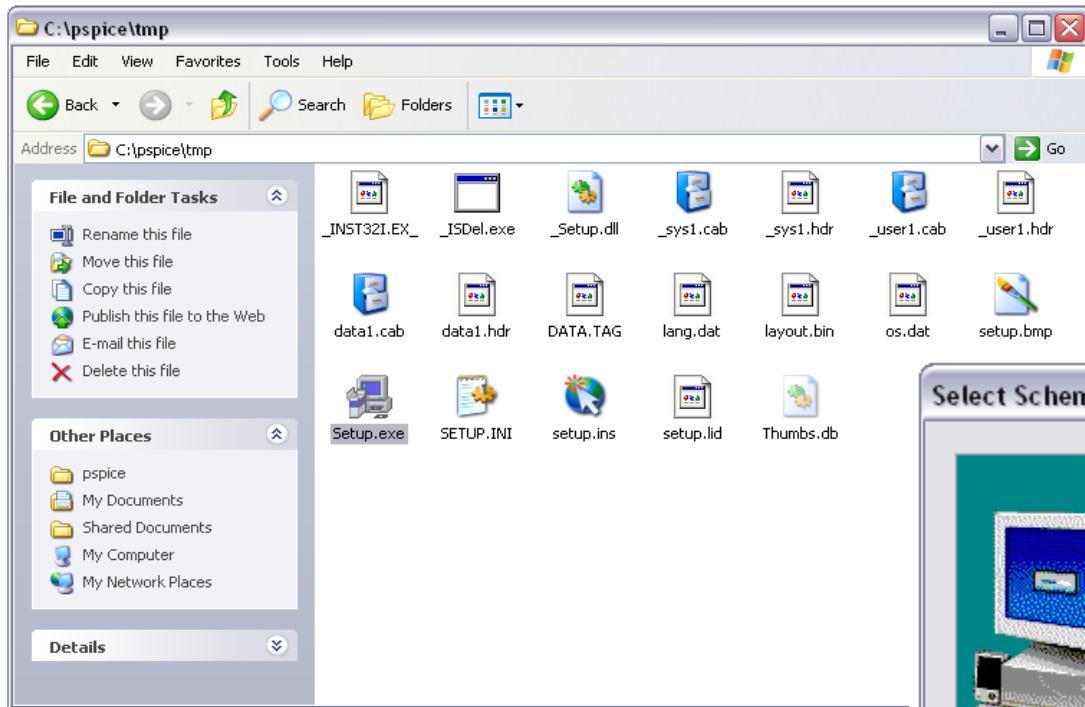 C:\pspice\tmp
File Edit View Favorites Tools Help
Back Search Folders
Address C:\pspice\tmp Go
File and Folder Tasks
Rename this file
Move this file
Copy this file
Publish this file to the Web
E-mail this file
Delete this file
Other Places
pspice
My Documents
Shared Documents
My Computer
My Network Places
Details
_INST32I.EX_ _ISDel.exe _Setup.dll _sys1.cab _sys1.hdr _user1.cab _user1.hdr
data1.cab data1.hdr DATA.TAG lang.dat layout.bin os.dat setup.bmp
Setup.exe SETUP.INI setup.ins setup.lid Thumbs.db
Select Schem